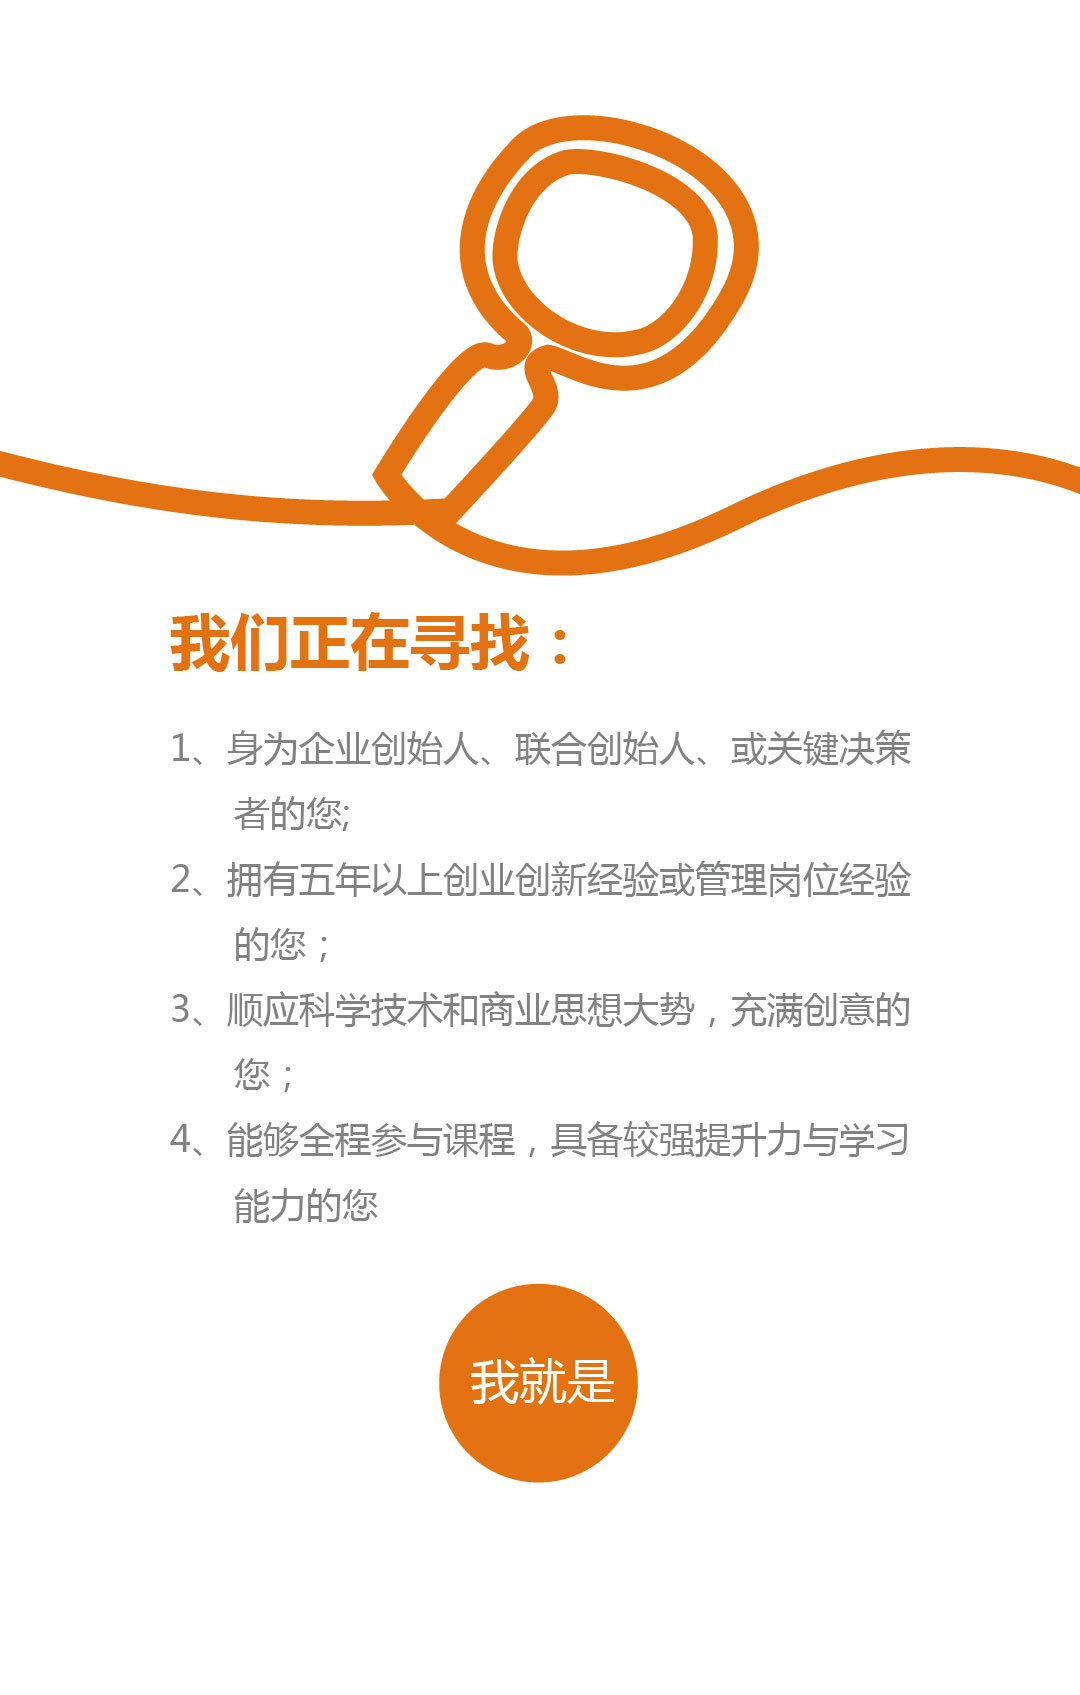 我们正在寻找：
1、身为企业创始人、联合创始人、或关键决策
者的您;
2、拥有五年以上创业创新经验或管理岗位经验
的您；
3、顺应科学技术和商业思想大势，充满创意的
您；
4、能够全程参与课程，具备较强提升力与学习
能力的您
我就是